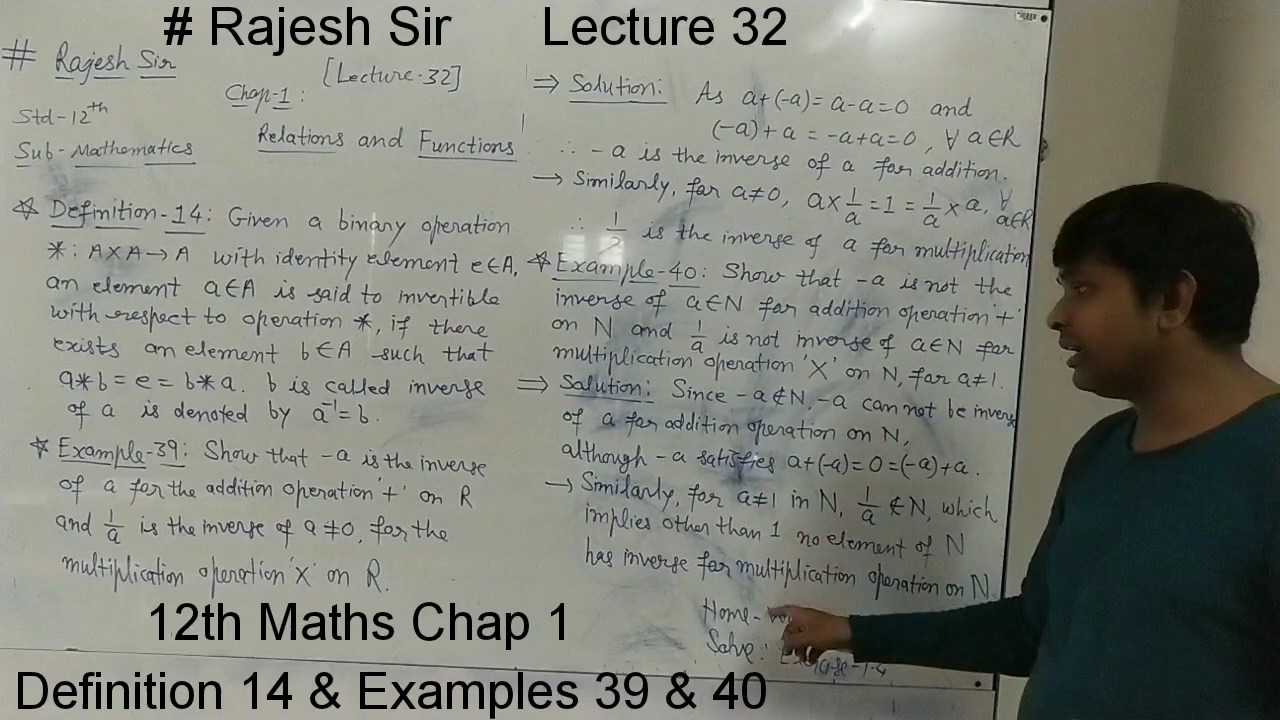 # Rajesh Sir Lecture 32
# Rajesh Sir
[Lecture-32]
Chap-1:
Std-12th
Relations and Functions
Sub-Mathematics
☆ Definition-14: Given a binary operation
*: A×A→A with identity element e∈A,
an element a∈A is said to invertible
with respect to operation *, if there
exists an element b∈A such that
a*b=e=b*a. b is called inverse
of a is denoted by a⁻¹=b.
☆ Example-39: Show that -a is the inverse
of a for the addition operation '+' on R
and 1/a is the inverse of a≠0, for the
multiplication operation 'X' on R.
⇒ Solution: As a+(-a)=a-a=0 and
(-a)+a=-a+a=0, ∀ a∈R
∴ -a is the inverse of a for addition.
→ Similarly, for a≠0, a×1/a=1=1/a×a, ∀ a∈R
∴ 1/a is the inverse of a for multiplication
☆ Example-40: Show that -a is not the
inverse of a∈N for addition operation '+'
on N and 1/a is not inverse of a∈N for
multiplication operation 'X' on N, for a≠1.
⇒ Solution: Since -a∉N, -a can not be inverse
of a for addition operation on N,
although -a satisfies a+(-a)=0=(-a)+a.
→ Similarly, for a≠1 in N, 1/a∉N, which
implies other than 1 no element of N
has inverse for multiplication operation on N.
Home-
Solve: Exercise-1.4
12th Maths Chap 1
Definition 14 & Examples 39 & 40